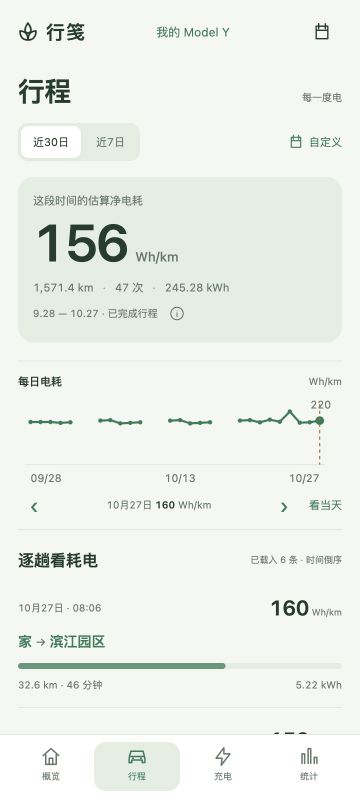 行笺
我的 Model Y
行程
每一度电
近30日 近7日 自定义
这段时间的估算净电耗
156 Wh/km
1,571.4 km · 47 次 · 245.28 kWh
9.28 — 10.27 · 已完成行程
每日电耗 Wh/km
220
09/28 10/13 10/27
10月27日 160 Wh/km 看当天
逐趟看耗电 已载入 6 条 · 时间倒序
10月27日 · 08:06 160 Wh/km
家 → 滨江园区
32.6 km · 46 分钟 5.22 kWh
概览 行程 充电 统计